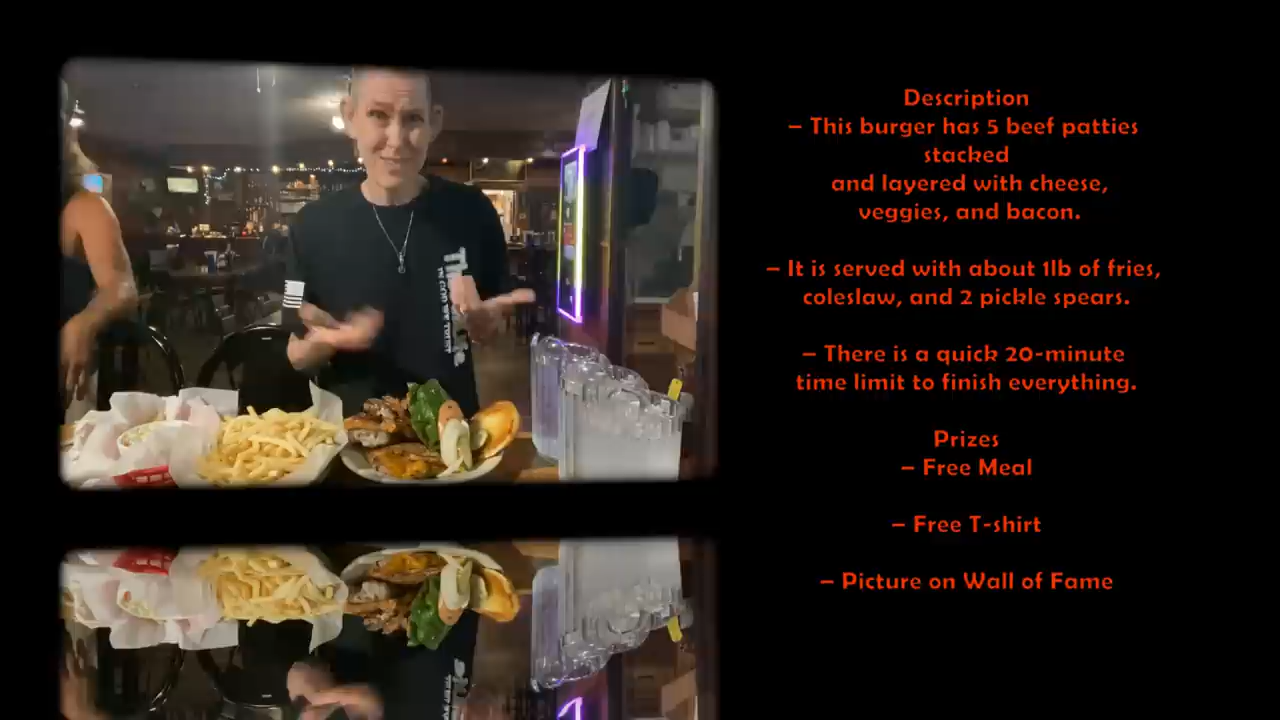 Description
– This burger has 5 beef patties
stacked
and layered with cheese,
veggies, and bacon.
– It is served with about 1lb of fries,
coleslaw, and 2 pickle spears.
– There is a quick 20-minute
time limit to finish everything.
Prizes
– Free Meal
– Free T-shirt
– Picture on Wall of Fame